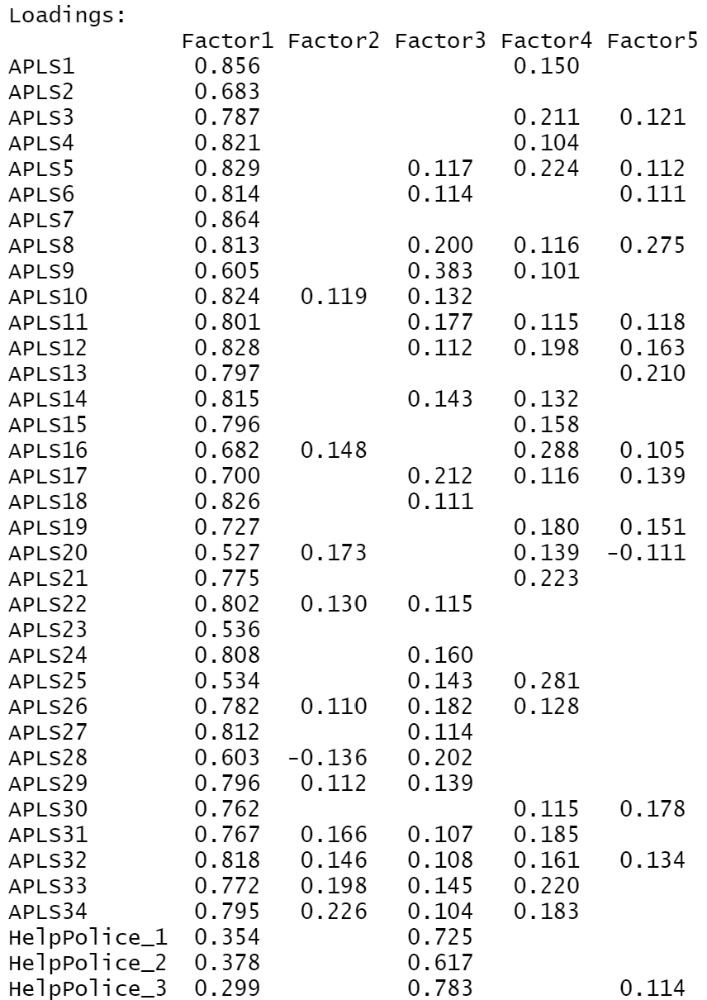 Loadings:
             Factor1 Factor2 Factor3 Factor4 Factor5
APLS1         0.856                   0.150
APLS2         0.683
APLS3         0.787                   0.211   0.121
APLS4         0.821                   0.104
APLS5         0.829           0.117   0.224   0.112
APLS6         0.814           0.114           0.111
APLS7         0.864
APLS8         0.813           0.200   0.116   0.275
APLS9         0.605           0.383   0.101
APLS10        0.824   0.119   0.132
APLS11        0.801           0.177   0.115   0.118
APLS12        0.828           0.112   0.198   0.163
APLS13        0.797                           0.210
APLS14        0.815           0.143   0.132
APLS15        0.796                   0.158
APLS16        0.682   0.148           0.288   0.105
APLS17        0.700           0.212   0.116   0.139
APLS18        0.826           0.111
APLS19        0.727                   0.180   0.151
APLS20        0.527   0.173           0.139  -0.111
APLS21        0.775                   0.223
APLS22        0.802   0.130   0.115
APLS23        0.536
APLS24        0.808           0.160
APLS25        0.534           0.143   0.281
APLS26        0.782   0.110   0.182   0.128
APLS27        0.812           0.114
APLS28        0.603  -0.136   0.202
APLS29        0.796   0.112   0.139
APLS30        0.762                   0.115   0.178
APLS31        0.767   0.166   0.107   0.185
APLS32        0.818   0.146   0.108   0.161   0.134
APLS33        0.772   0.198   0.145   0.220
APLS34        0.795   0.226   0.104   0.183
HelpPolice_1  0.354           0.725
HelpPolice_2  0.378           0.617
HelpPolice_3  0.299           0.783           0.114